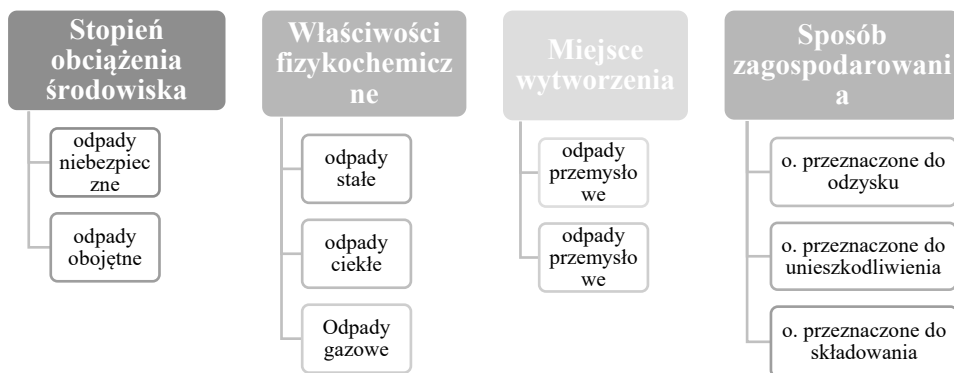 Stopień
obciążenia
środowiska
odpady
niebezpiec
zne
odpady
obojętne
Właściwości
fizykochemicz
ne
odpady
stałe
odpady
ciekłe
Odpady
gazowe
Miejsce
wytworzenia
odpady
przemysło
we
odpady
przemysło
we
Sposób
zagospodarowani
a
o. przeznaczone do
odzysku
o. przeznaczone do
unieszkodliwienia
o. przeznaczone do
składowania